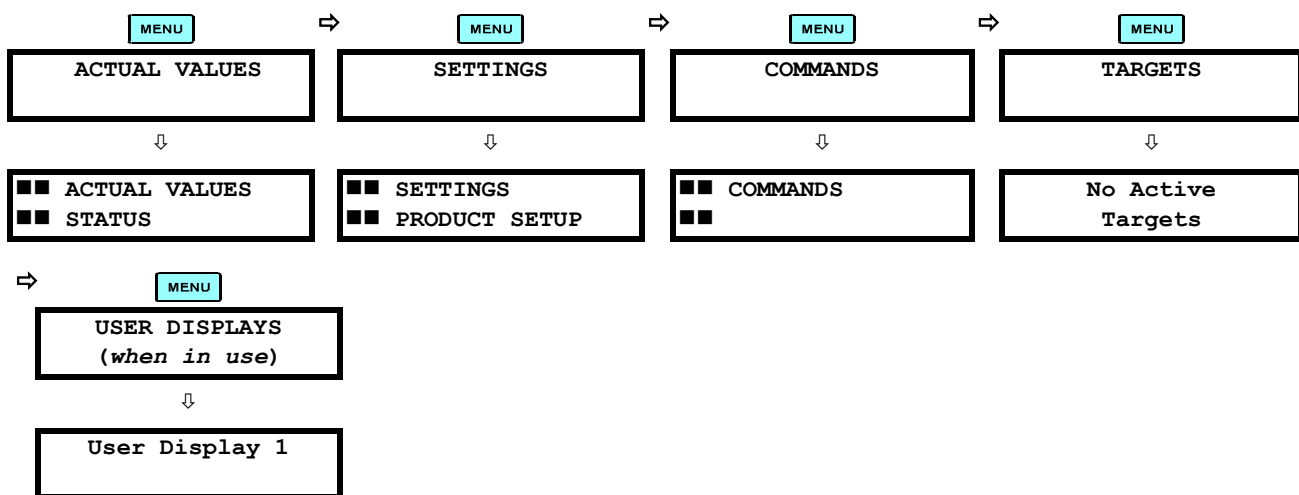 MENU MENU MENU MENU
ACTUAL VALUES SETTINGS COMMANDS TARGETS
ACTUAL VALUES SETTINGS COMMANDS No Active
STATUS PRODUCT SETUP Targets
MENU
USER DISPLAYS
(when in use)
User Display 1